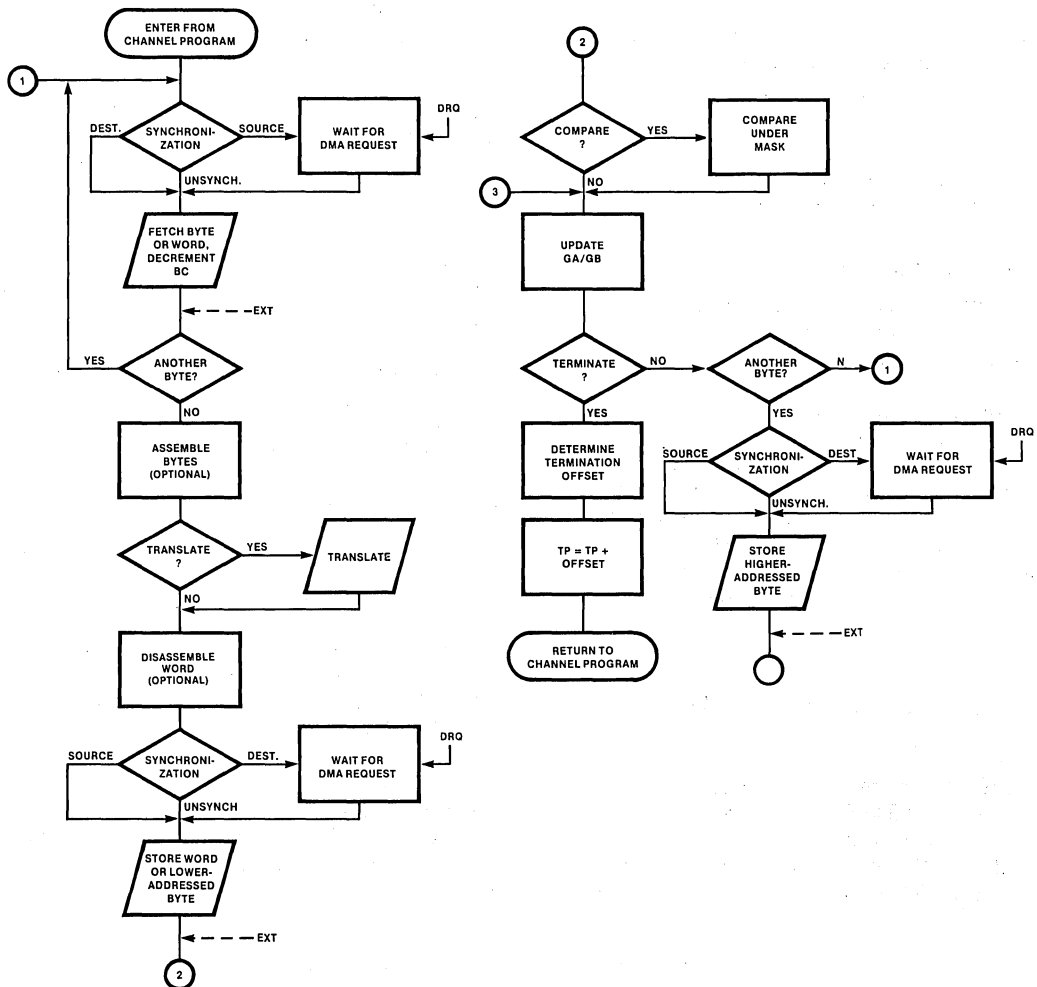 ENTER FROM
CHANNEL PROGRAM
1
DEST.
SYNCHRONI-
ZATION
SOURCE
WAIT FOR
DMA REQUEST
DRQ
UNSYNCH.
FETCH BYTE
OR WORD,
DECREMENT
BC
EXT
YES
ANOTHER
BYTE?
NO
ASSEMBLE
BYTES
(OPTIONAL)
TRANSLATE
?
YES
TRANSLATE
NO
DISASSEMBLE
WORD
(OPTIONAL)
SOURCE
SYNCHRONI-
ZATION
DEST.
WAIT FOR
DMA REQUEST
DRQ
UNSYNCH
STORE WORD
OR LOWER-
ADDRESSED
BYTE
EXT
2
2
COMPARE
?
YES
COMPARE
UNDER
MASK
3
NO
UPDATE
GA/GB
TERMINATE
?
NO
ANOTHER
BYTE?
N
1
YES
YES
DETERMINE
TERMINATION
OFFSET
SOURCE
SYNCHRONI-
ZATION
DEST
WAIT FOR
DMA REQUEST
DRQ
UNSYNCH.
TP = TP +
OFFSET
STORE
HIGHER-
ADDRESSED
BYTE
EXT
RETURN TO
CHANNEL PROGRAM